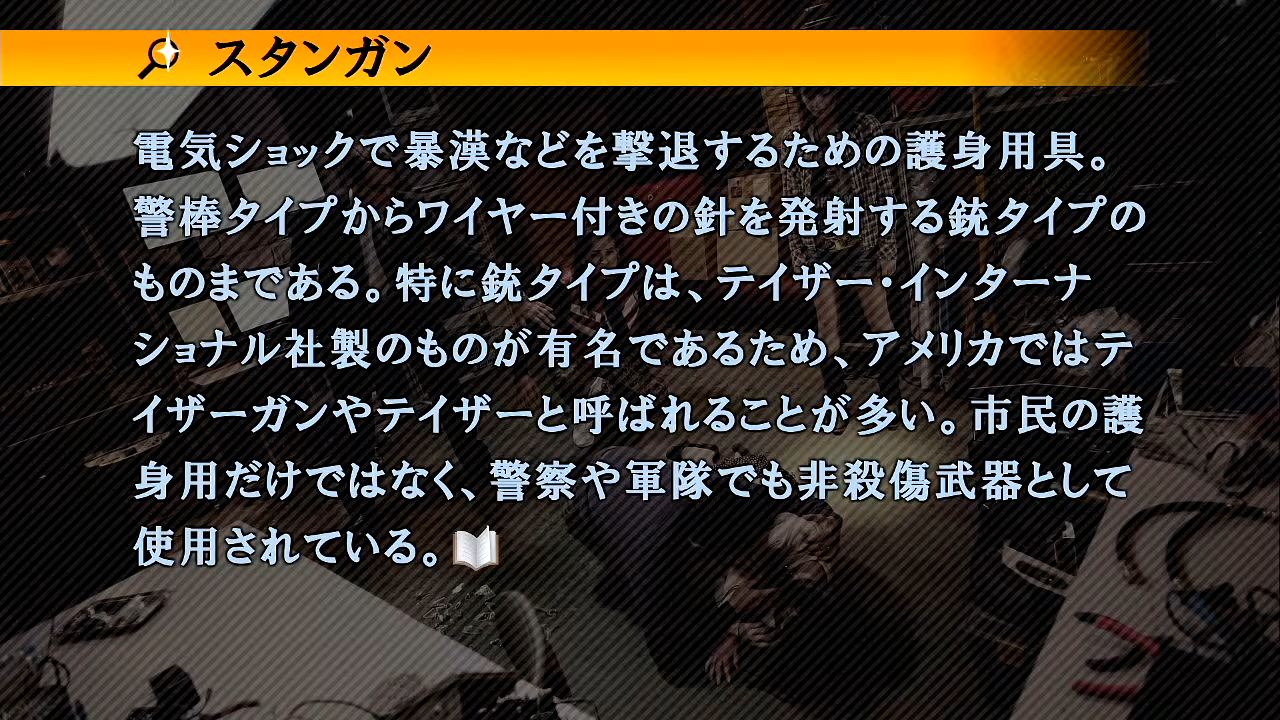 スタンガン
電気ショックで暴漢などを撃退するための護身用具。
警棒タイプからワイヤー付きの針を発射する銃タイプの
ものまである。特に銃タイプは、テイザー・インターナ
ショナル社製のものが有名であるため、アメリカではテ
イザーガンやテイザーと呼ばれることが多い。市民の護
身用だけではなく、警察や軍隊でも非殺傷武器として
使用されている。